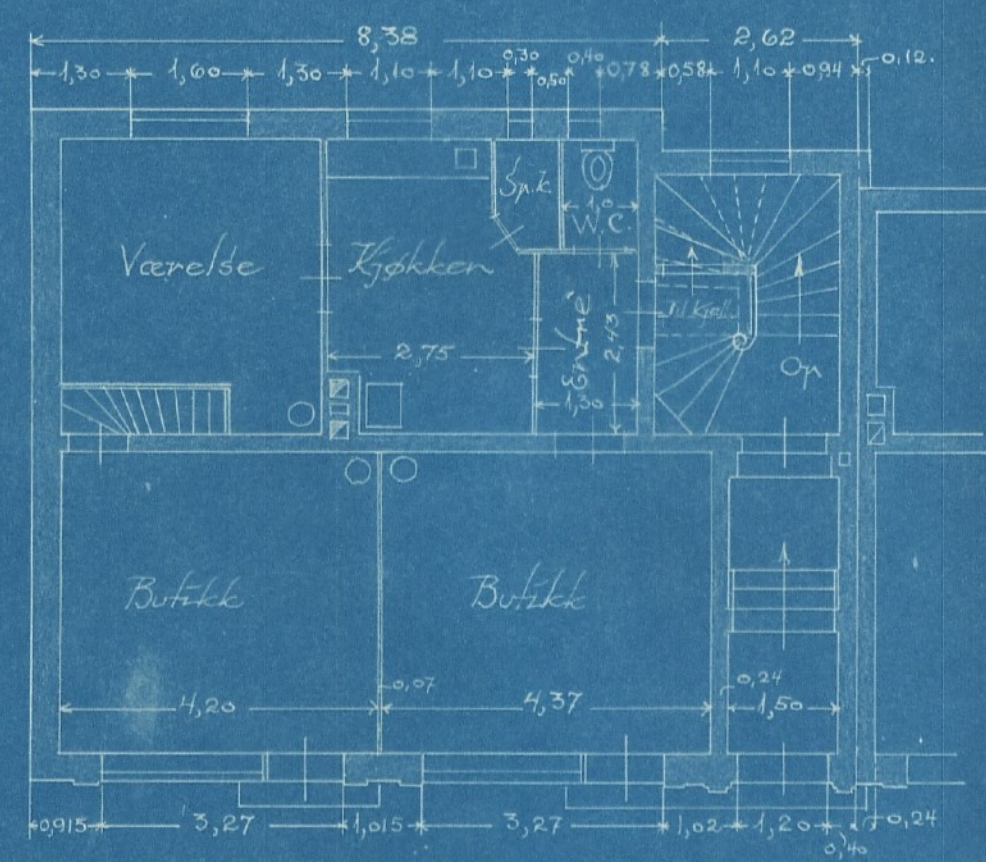 8,38 2,62
1,30 1,60 1,30 1,10 1,10 0,30 0,50 0,40 0,78 0,58 1,10 0,94 0,12.
Sp.k.
1,0
W.C.
Værelse Kjøkken
Til Kjell.
Entré
2,43
2,75
Op
1,30
Butikk Butikk
0,07 0,24
4,20 4,37 1,50
0,915 3,27 1,015 3,27 1,02 1,20 0,24
0,40